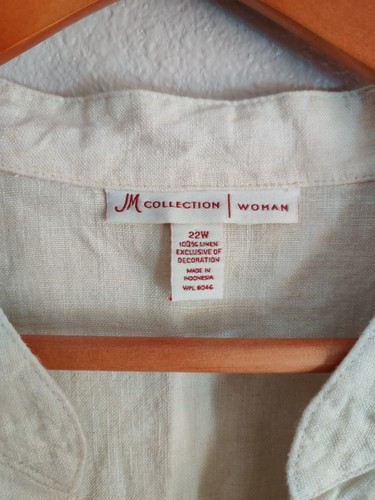 JM COLLECTION | WOMAN
22W
100% LINEN
EXCLUSIVE OF
DECORATION
MADE IN
INDONESIA
WPL 8046